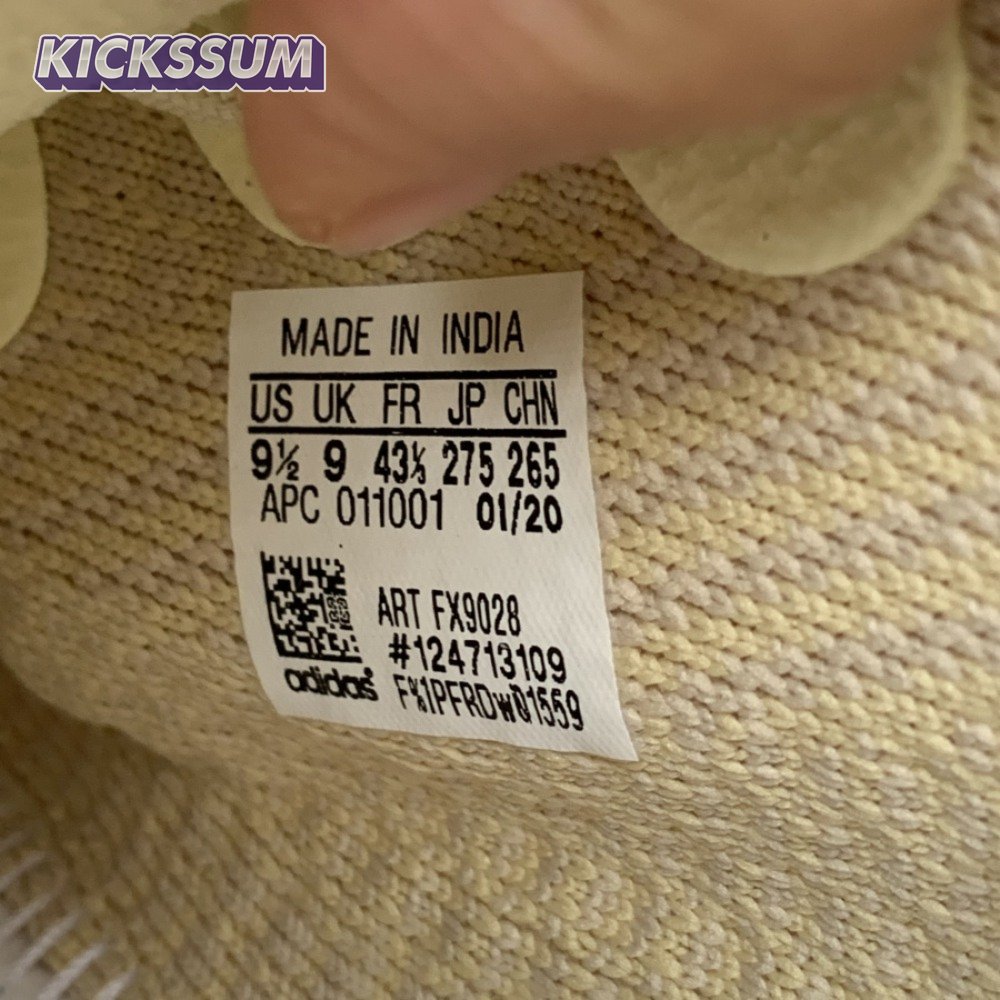 KICKSSUM
MADE IN INDIA
US UK FR JP CHN
9½ 9 43⅓ 275 265
APC 011001 01/20
ART FX9028
#124713109
adidas